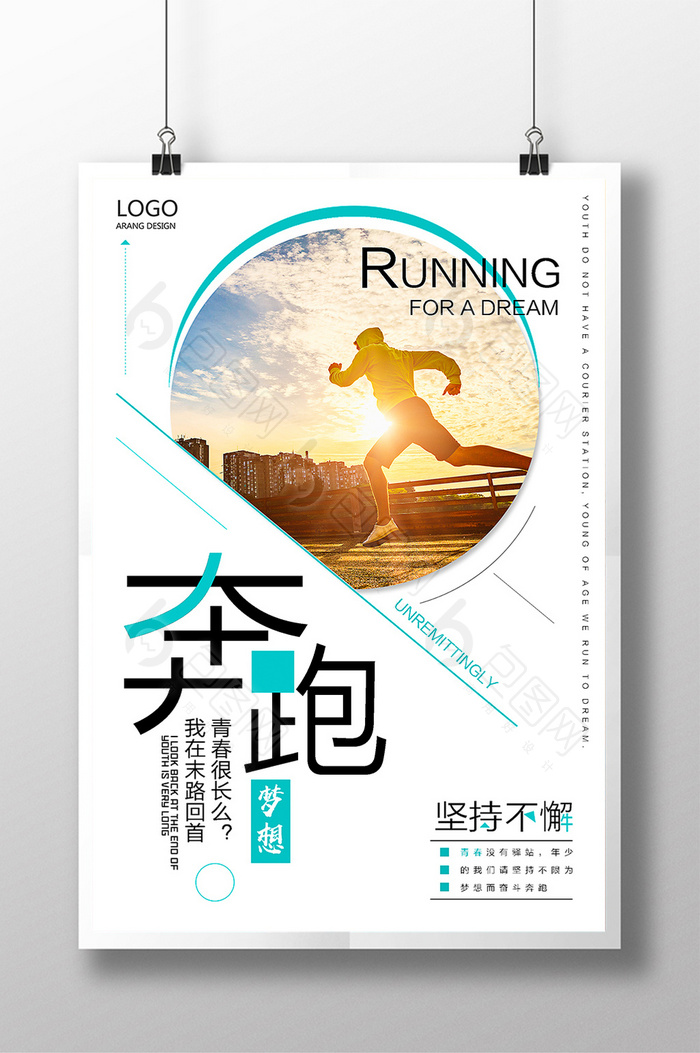 LOGO
ARANG DESIGN
RUNNING
FOR A DREAM
YOUTH DO NOT HAVE A COURIER STATION, YOUNG OF AGE WE RUN TO DREAM.
UNREMITTINGLY
奔跑
青春很长么?
我在末路回首
I LOOK BACK AT THE END OF
YOUTH IS VERY LONG
梦想
坚持不懈
青春没有驿站,年少
的我们请坚持不限为
梦想而奋斗奔跑
包图网